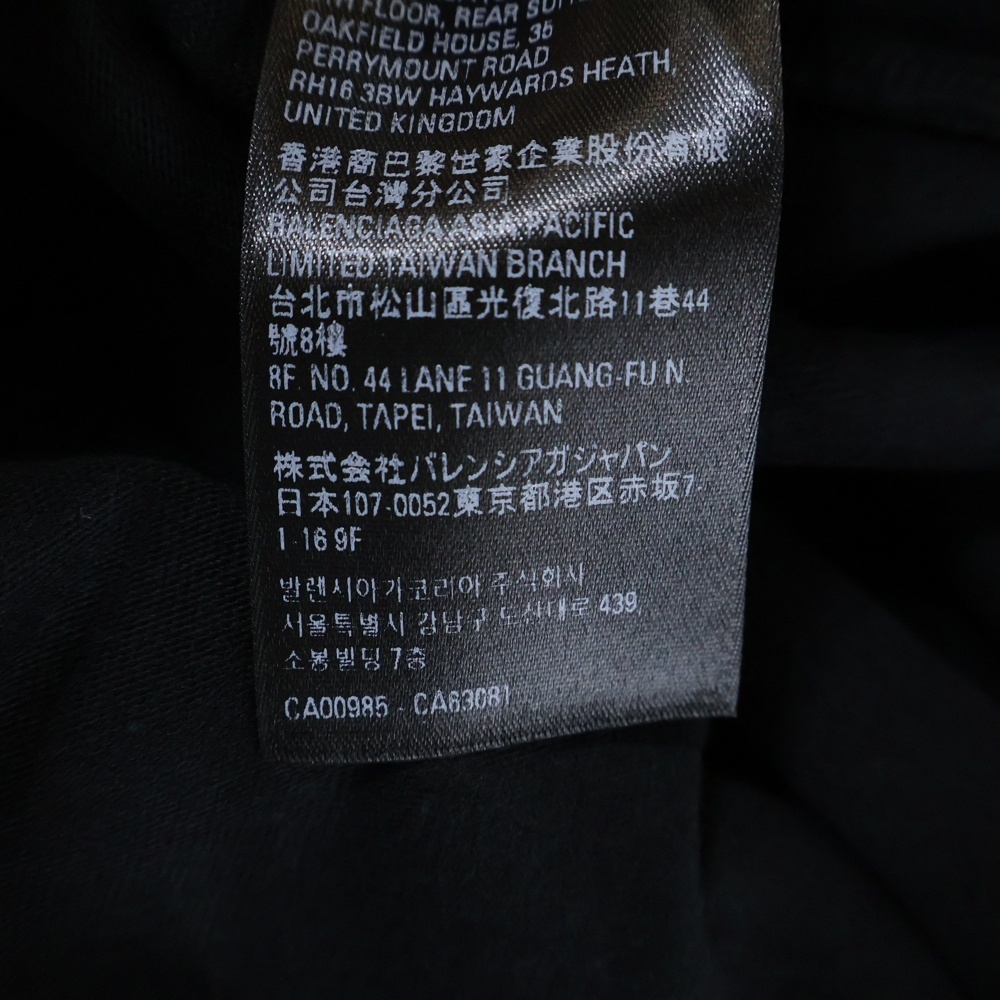 FLOOR, REAR
OAKFIELD HOUSE, 35
PERRYMOUNT ROAD
RH16 3BW HAYWARDS HEATH,
UNITED KINGDOM
香港商巴黎世家企業股份有限
公司台灣分公司
BALENCIAGA ASIA PACIFIC
LIMITED TAIWAN BRANCH
台北市松山區光復北路11巷44
號8樓
8F. NO. 44 LANE 11 GUANG-FU N.
ROAD, TAPEI, TAIWAN
株式会社バレンシアガジャパン
日本107-0052東京都港区赤坂7-
1-16 9F
발렌시아가코리아 주식회사
서울특별시 강남구 도산대로 439,
소봉빌딩 7층
CA00985 - CA63081